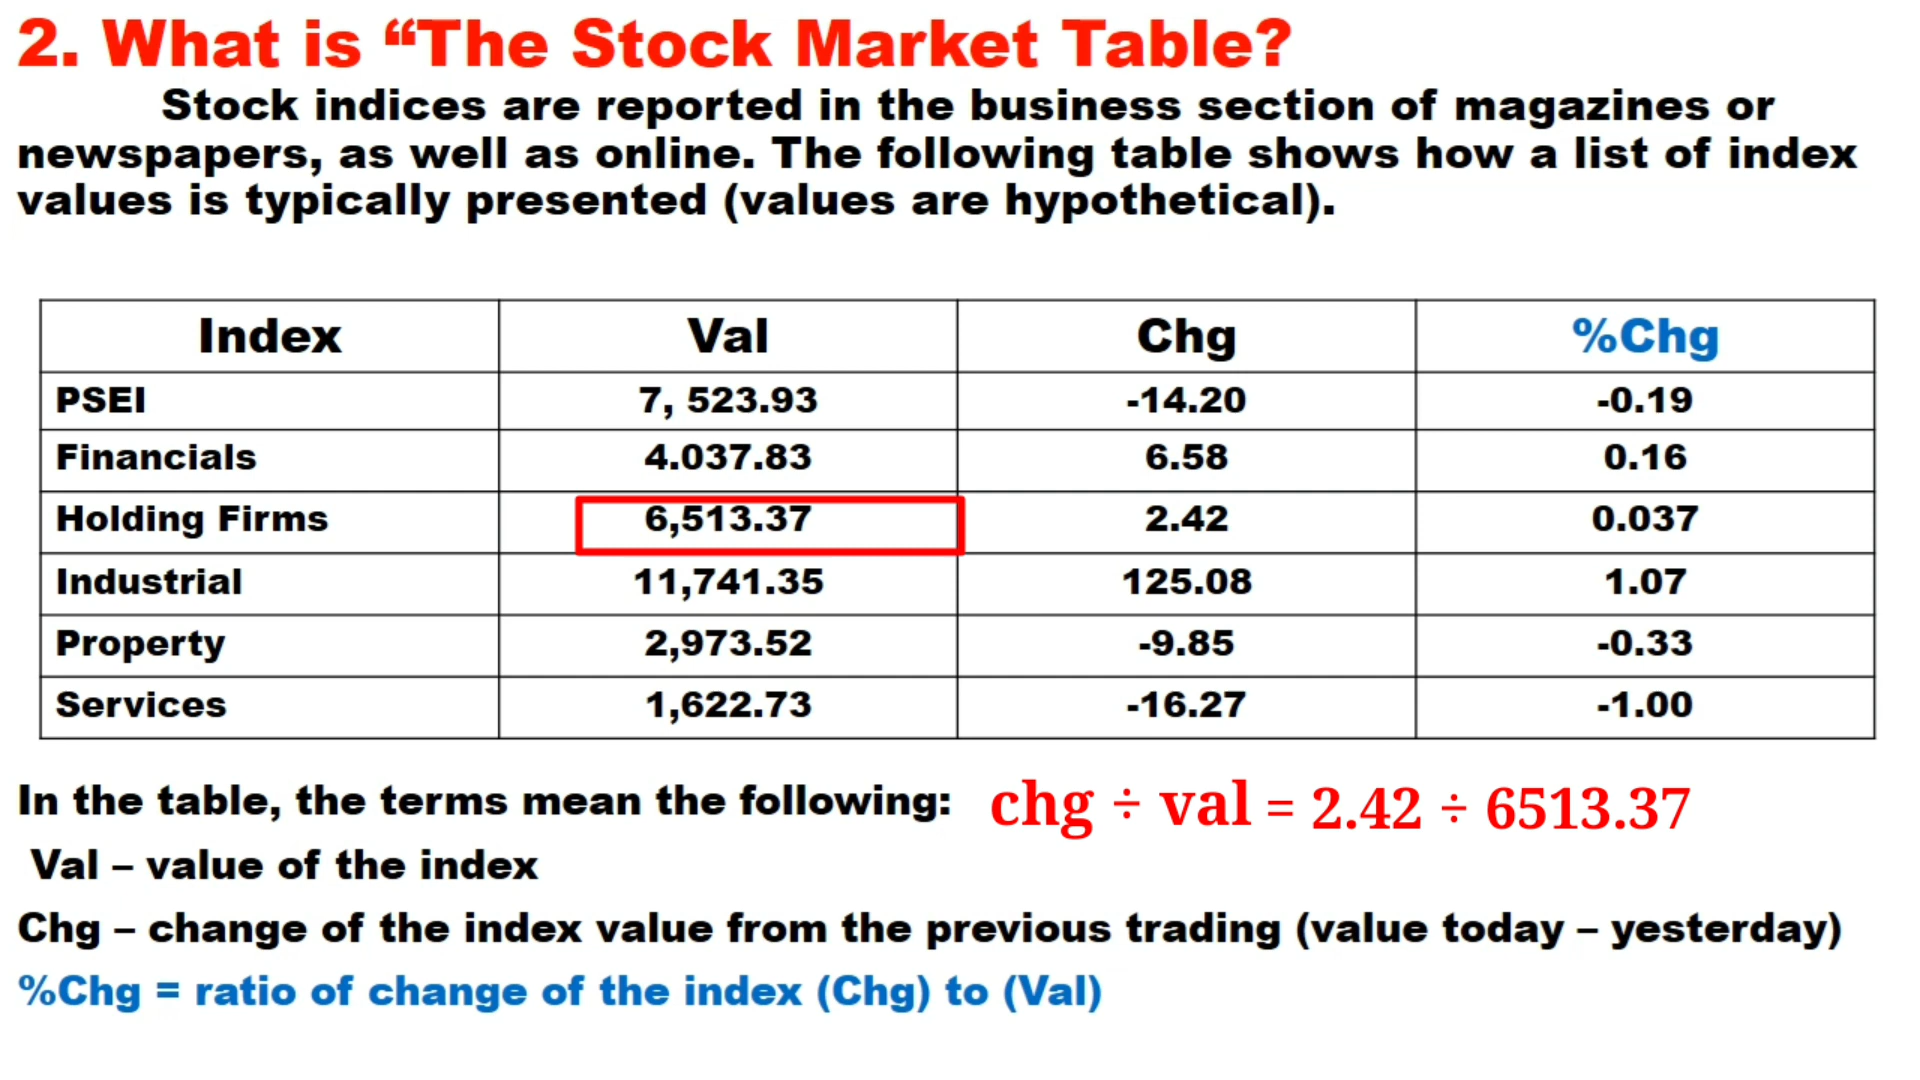 2. What is “The Stock Market Table?
Stock indices are reported in the business section of magazines or
newspapers, as well as online. The following table shows how a list of index
values is typically presented (values are hypothetical).
Index Val Chg %Chg
PSEI 7, 523.93 -14.20 -0.19
Financials 4.037.83 6.58 0.16
Holding Firms 6,513.37 2.42 0.037
Industrial 11,741.35 125.08 1.07
Property 2,973.52 -9.85 -0.33
Services 1,622.73 -16.27 -1.00
In the table, the terms mean the following: chg ÷ val = 2.42 ÷ 6513.37
Val – value of the index
Chg – change of the index value from the previous trading (value today – yesterday)
%Chg = ratio of change of the index (Chg) to (Val)